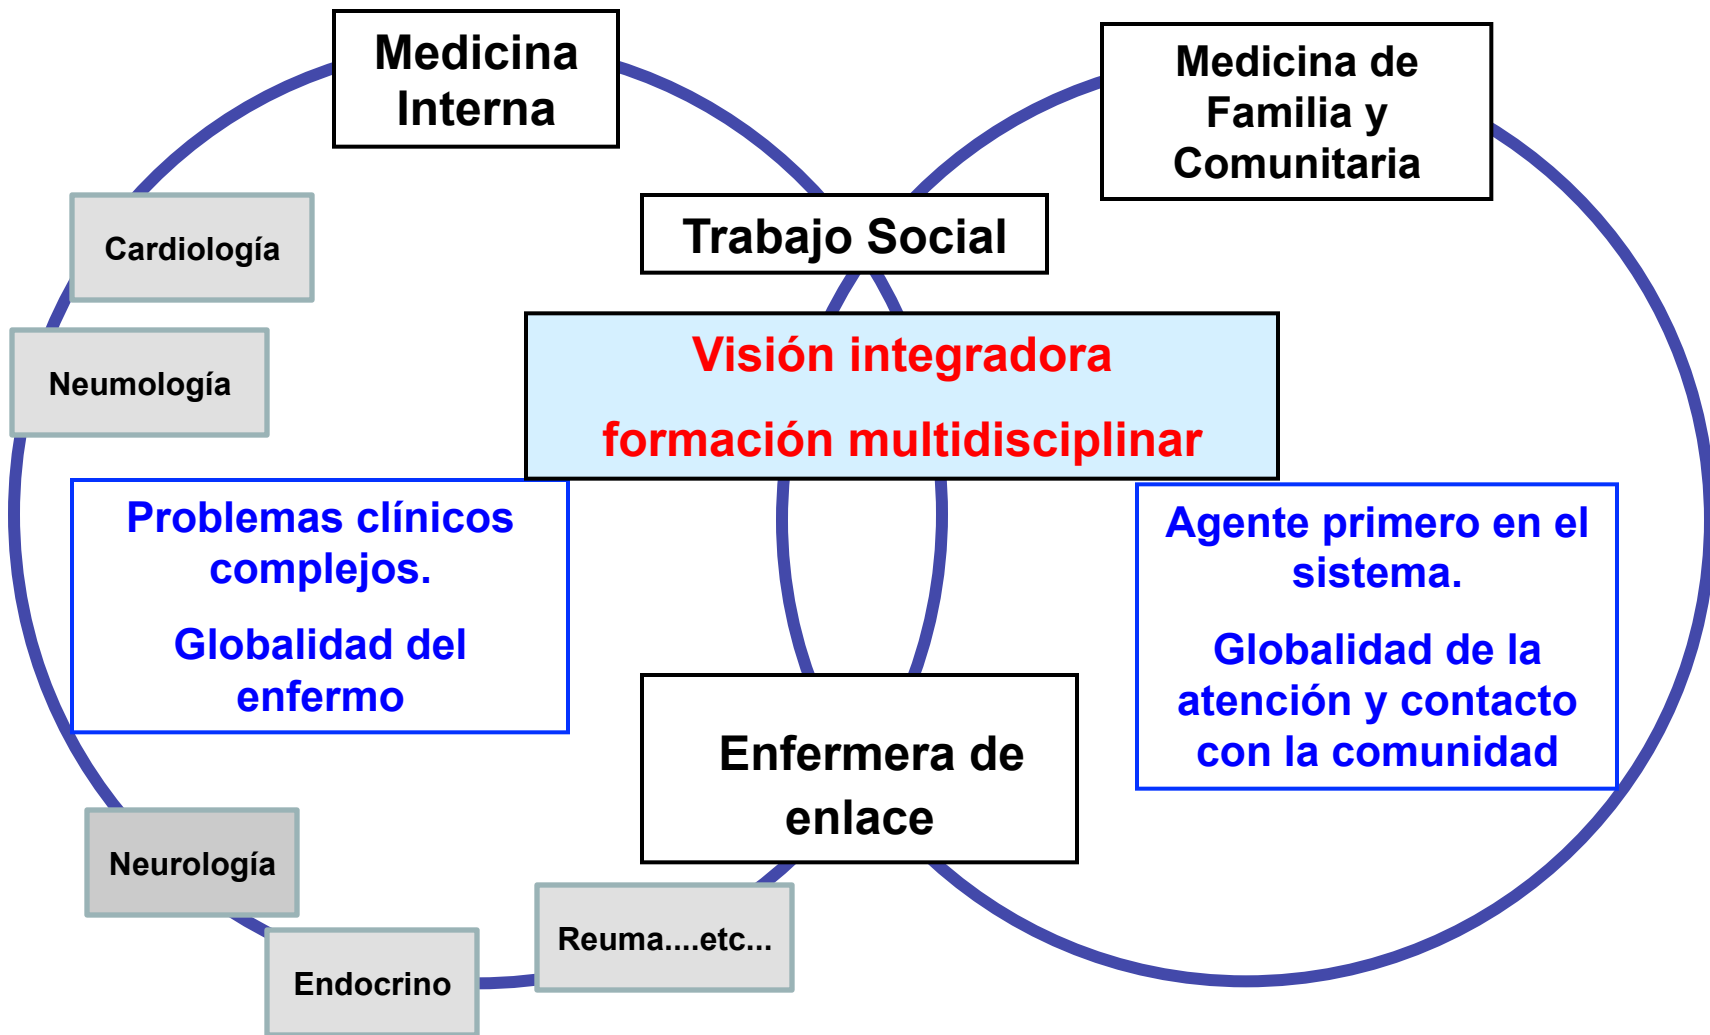 Medicina
Interna
Medicina de
Familia y
Comunitaria
Trabajo Social
Cardiología
Neumología
Visión integradora
formación multidisciplinar
Problemas clínicos
complejos.
Globalidad del
enfermo
Agente primero en el
sistema.
Globalidad de la
atención y contacto
con la comunidad
Enfermera de
enlace
Neurología
Reuma....etc...
Endocrino